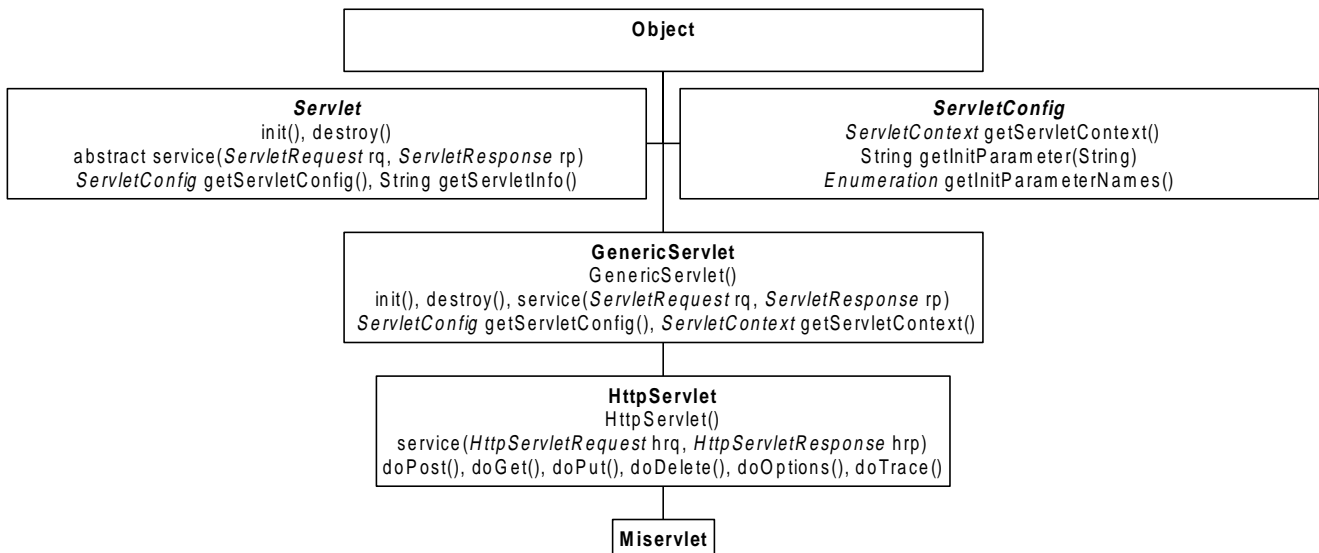 Object
Servlet
init(), destroy()
abstract service(ServletRequest rq, ServletResponse rp)
ServletConfig getServletConfig(), String getServletInfo()
ServletConfig
ServletContext getServletContext()
String getInitParameter(String)
Enumeration getInitParameterNames()
GenericServlet
GenericServlet()
init(), destroy(), service(ServletRequest rq, ServletResponse rp)
ServletConfig getServletConfig(), ServletContext getServletContext()
HttpServlet
HttpServlet()
service(HttpServletRequest hrq, HttpServletResponse hrp)
doPost(), doGet(), doPut(), doDelete(), doOptions(), doTrace()
Miservlet